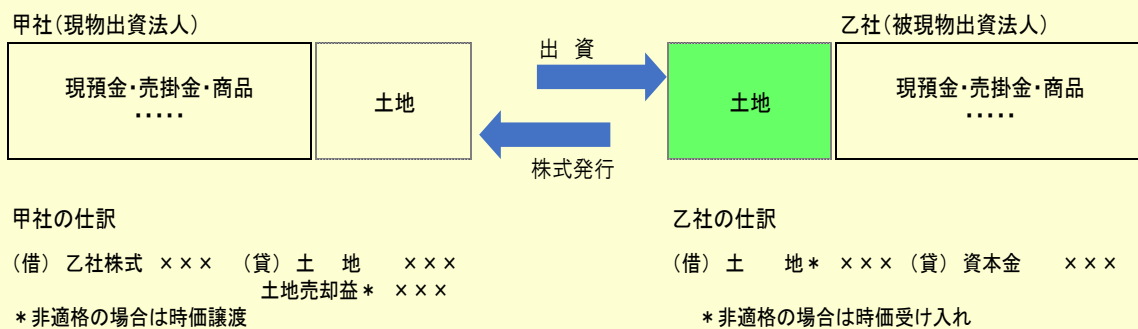 甲社(現物出資法人)
乙社(被現物出資法人)
現預金・売掛金・商品
・・・・・
土地
出 資
株式発行
土地
現預金・売掛金・商品
・・・・・
甲社の仕訳
(借) 乙社株式 ××× (貸) 土 地 ×××
土地売却益* ×××
*非適格の場合は時価譲渡
乙社の仕訳
(借) 土 地* ××× (貸) 資本金 ×××
*非適格の場合は時価受け入れ